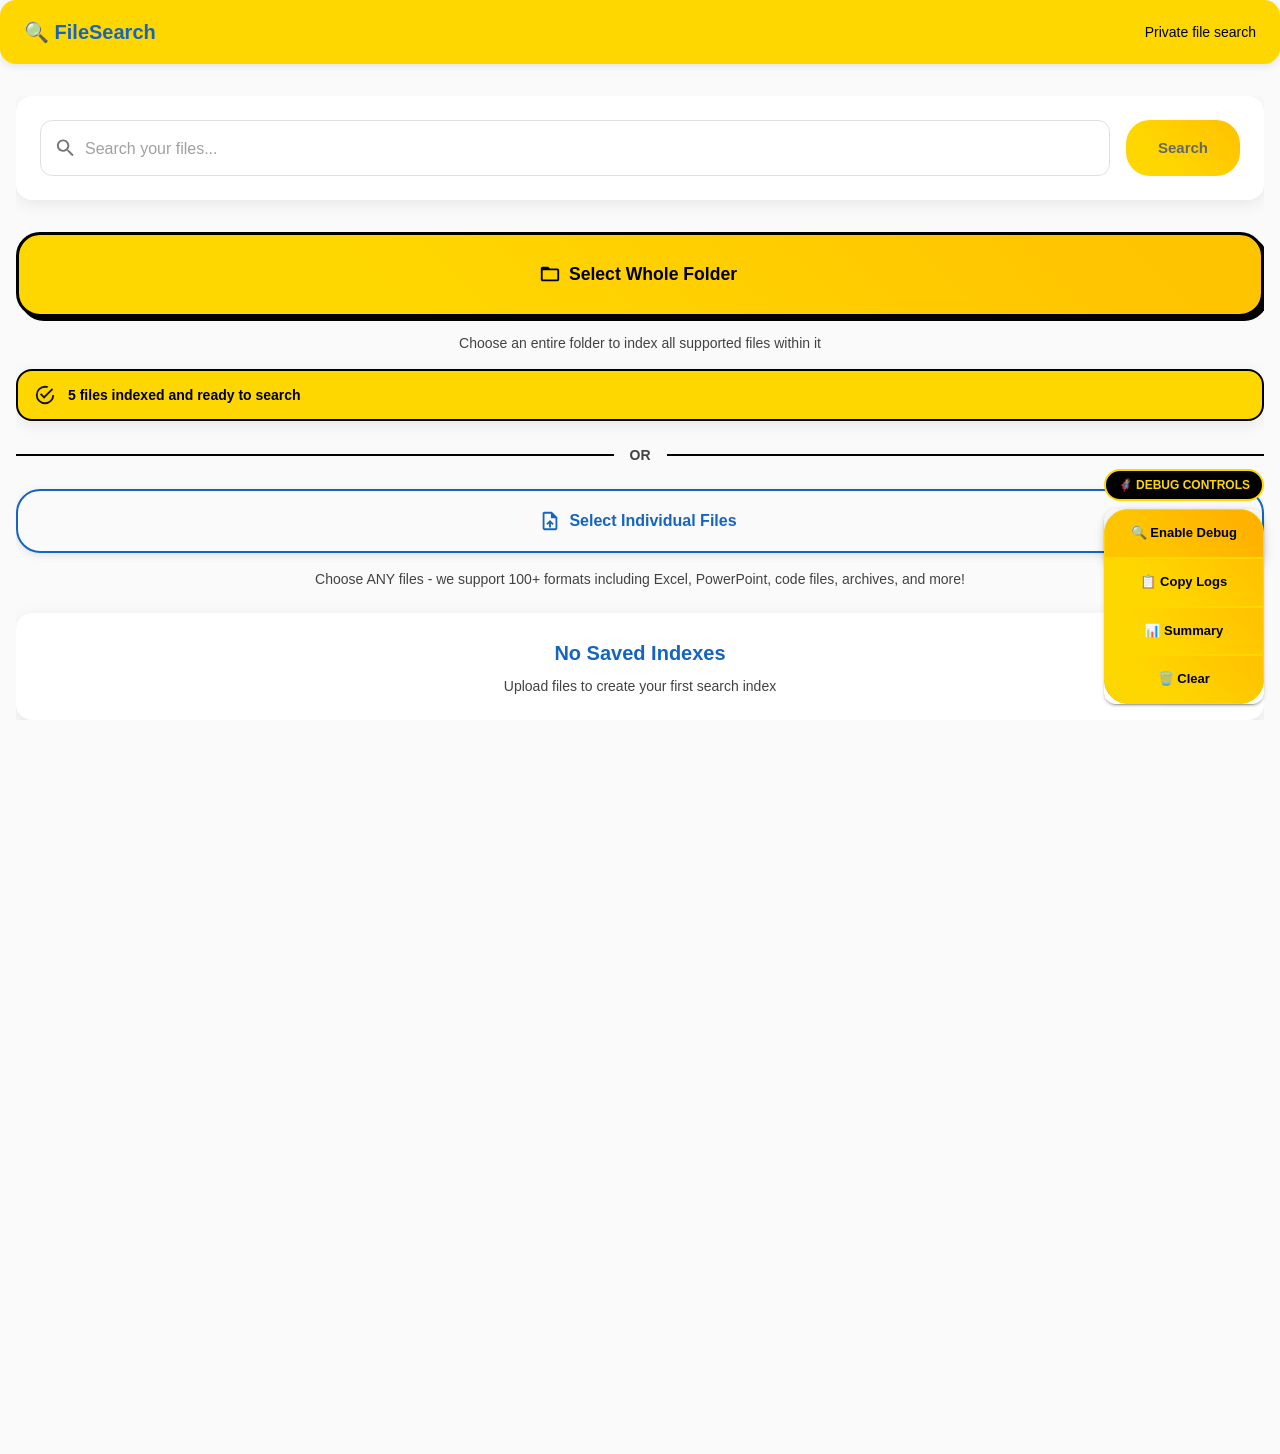 🔍 FileSearch
Private file search
Search your files...
Search
Select Whole Folder
Choose an entire folder to index all supported files within it
5 files indexed and ready to search
OR
🦸 DEBUG CONTROLS
Select Individual Files
🔍 Enable Debug
Choose ANY files - we support 100+ formats including Excel, PowerPoint, code files, archives, and more!
📋 Copy Logs
📊 Summary
No Saved Indexes
🗑️ Clear
Upload files to create your first search index